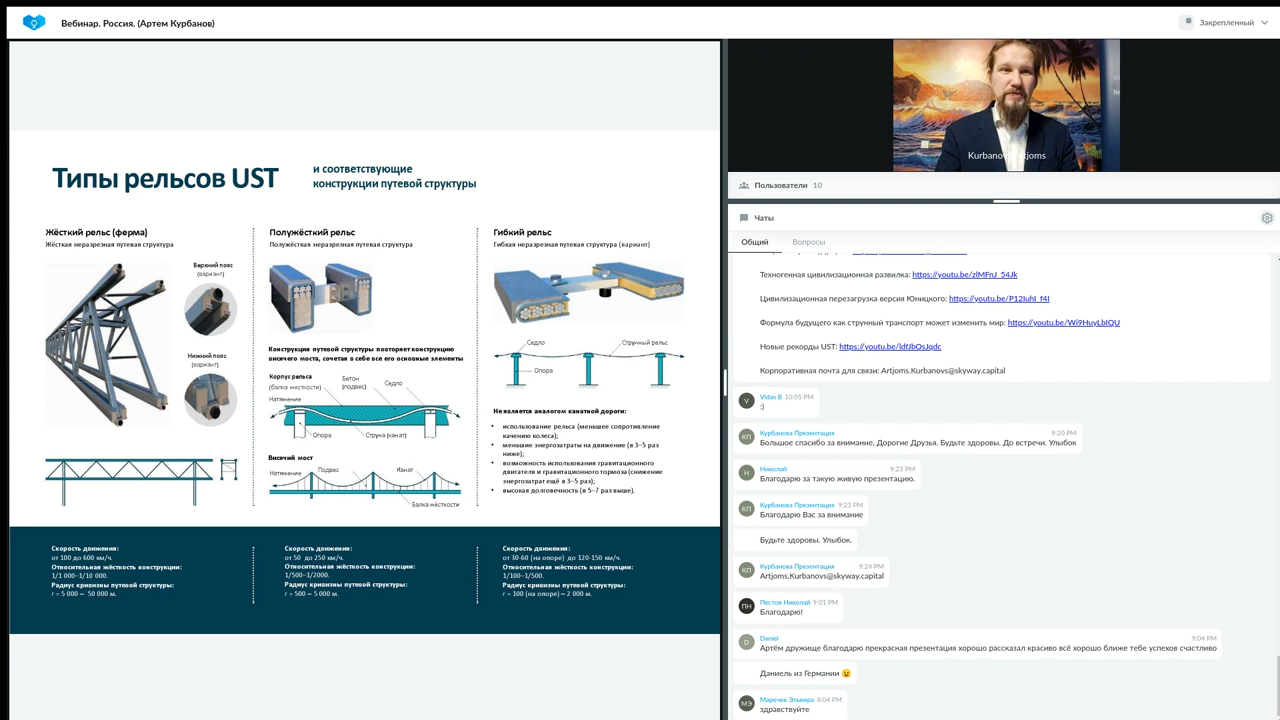 Вебинар. Россия. (Артем Курбанов)
Закрепленный
Типы рельсов UST
и соответствующие
конструкции путевой структуры
Жёсткий рельс (ферма)
Жёсткая неразрезная путевая структура
Верхний пояс
(вариант)
Нижний пояс
(вариант)
Полужёсткий рельс
Полужёсткая неразрезная путевая структура
Конструкция путевой структуры повторяет конструкцию
висячего моста, сочетая в себе все его основные элементы
Корпус рельса
(балка жесткости)
Бетон
(подвес)
Седло
Натяжение
Опора
Струна (канат)
Висячий мост
Натяжение
Подвес
Канат
Балка жёсткости
Гибкий рельс
Гибкая неразрезная путевая структура (вариант)
Седло
Струнный рельс
Опора
Не является аналогом канатной дороги:
• использование рельса (меньшее сопротивление
качению колеса);
• меньшие энергозатраты на движение (в 3–5 раз
ниже);
• возможность использования гравитационного
двигателя и гравитационного тормоза (снижение
энергозатрат ещё в 3–5 раз);
• высокая долговечность (в 5–7 раз выше).
Скорость движения:
от 100 до 600 км/ч.
Относительная жёсткость конструкции:
1/1 000–1/10 000.
Радиус кривизны путевой структуры:
r = 5 000 – 50 000 м.
Скорость движения:
от 50 до 250 км/ч.
Относительная жёсткость конструкции:
1/500–1/2000.
Радиус кривизны путевой структуры:
r = 500 – 5 000 м.
Скорость движения:
от 30-60 (на опоре) до 120-150 км/ч.
Относительная жёсткость конструкции:
1/100–1/500.
Радиус кривизны путевой структуры:
r = 100 (на опоре) – 2 000 м.
Пользователи 10
Чаты
Общий
Вопросы
Техногенная цивилизационная развилка: https://youtu.be/zlMFnJ_54Jk
Цивилизационная перезагрузка версия Юницкого: https://youtu.be/P12IuhI_f4I
Формула будущего как струнный транспорт может изменить мир: https://youtu.be/Wi9HuyLbIQU
Новые рекорды UST: https://youtu.be/ldfJbOsJqdc
Корпоративная почта для связи: Artjoms.Kurbanovs@skyway.capital
V
Vidas B 10:05 PM
:)
КП
Курбанова Презентация 9:20 PM
Большое спасибо за внимание, Дорогие Друзья. Будьте здоровы. До встречи. Улыбок
Н
Николай 9:23 PM
Благодарю за такую живую презентацию.
КП
Курбанова Презентация 9:23 PM
Благодарю Вас за внимание
Будьте здоровы. Улыбок.
КП
Курбанова Презентация 9:24 PM
Artjoms.Kurbanovs@skyway.capital
ПН
Пестов Николай 9:01 PM
Благодарю!
D
Daniel 9:04 PM
Артём дружище благодарю прекрасная презентация хорошо рассказал красиво всё хорошо ближе тебе успехов счастливо
Даниель из Германии 😉
МЭ
Маречек Эльвира 8:04 PM
здравствуйте